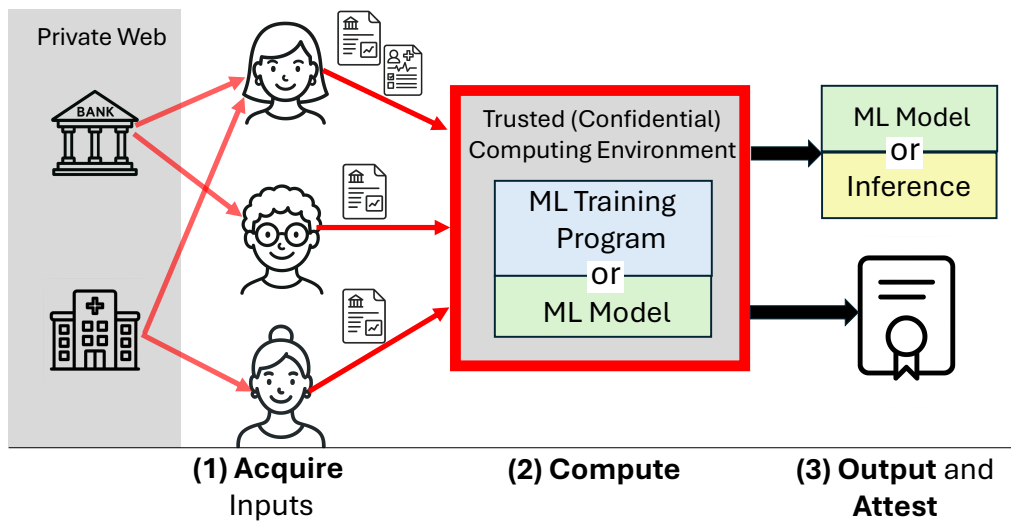 Private Web
BANK
Trusted (Confidential)
Computing Environment
ML Training
Program
or
ML Model
ML Model
or
Inference
(1) Acquire
Inputs
(2) Compute
(3) Output and
Attest